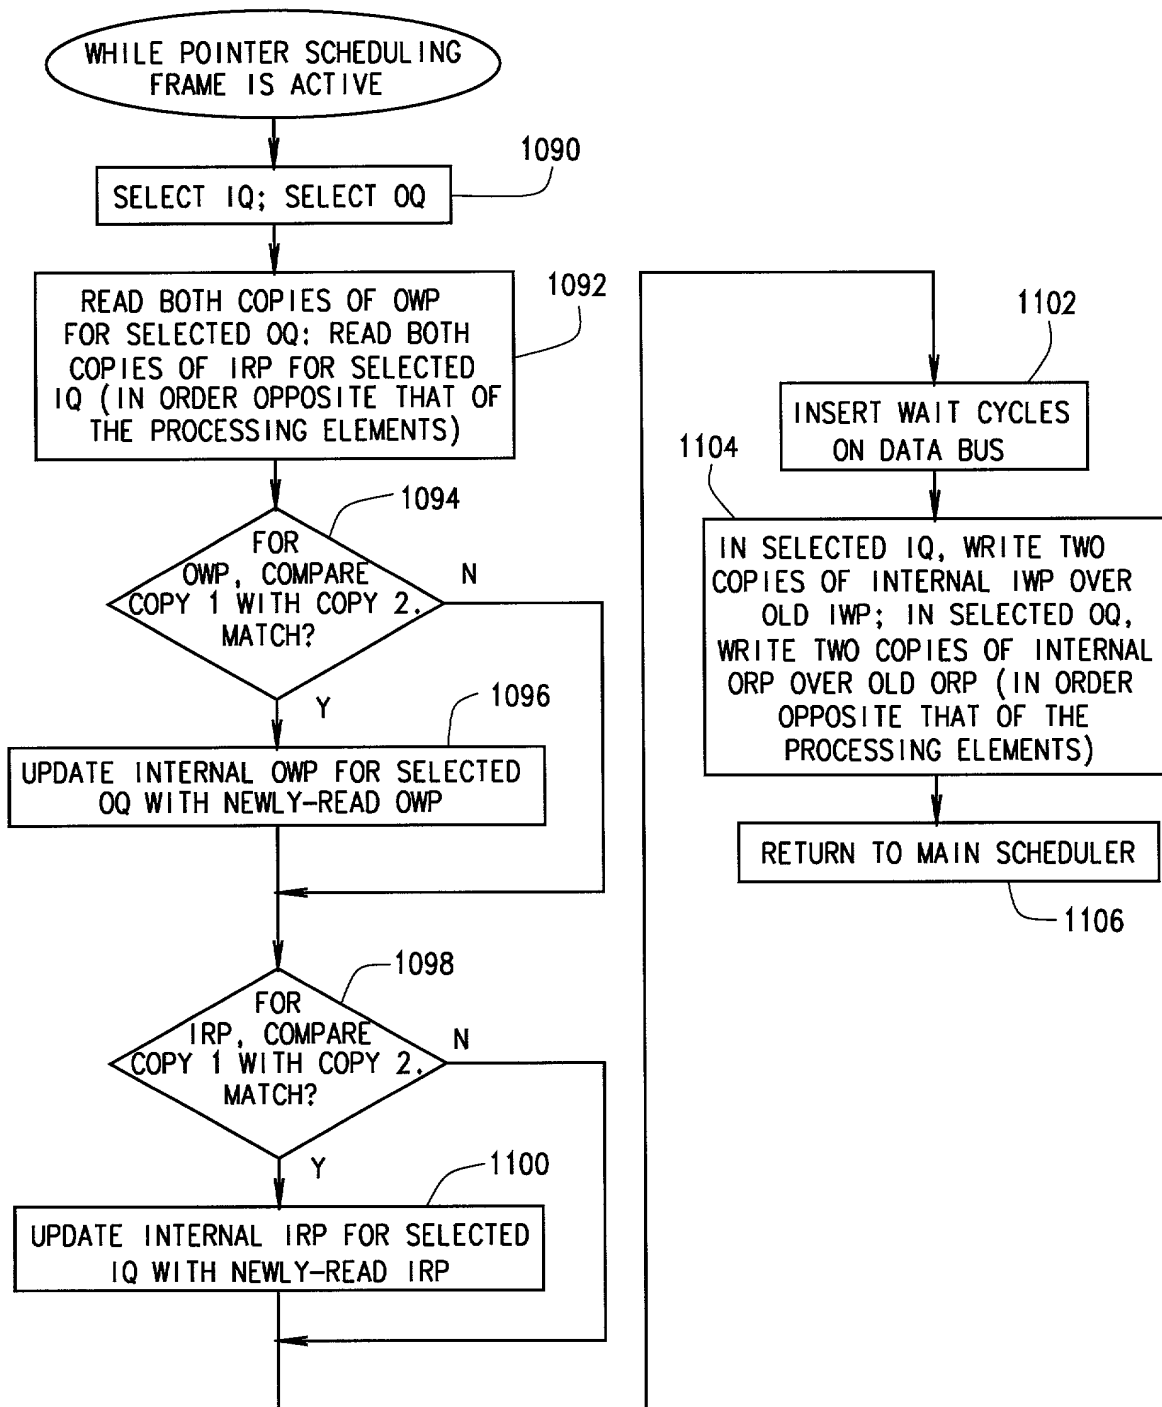 WHILE POINTER SCHEDULING
FRAME IS ACTIVE
1090
SELECT IQ; SELECT OQ
1092
READ BOTH COPIES OF OWP
FOR SELECTED OQ: READ BOTH
COPIES OF IRP FOR SELECTED
IQ (IN ORDER OPPOSITE THAT OF
THE PROCESSING ELEMENTS)
1094
FOR
OWP, COMPARE
COPY 1 WITH COPY 2.
MATCH?
N
Y
1096
UPDATE INTERNAL OWP FOR SELECTED
OQ WITH NEWLY-READ OWP
1098
FOR
IRP, COMPARE
COPY 1 WITH COPY 2.
MATCH?
N
Y
1100
UPDATE INTERNAL IRP FOR SELECTED
IQ WITH NEWLY-READ IRP
1102
INSERT WAIT CYCLES
ON DATA BUS
1104
IN SELECTED IQ, WRITE TWO
COPIES OF INTERNAL IWP OVER
OLD IWP; IN SELECTED OQ,
WRITE TWO COPIES OF INTERNAL
ORP OVER OLD ORP (IN ORDER
OPPOSITE THAT OF THE
PROCESSING ELEMENTS)
RETURN TO MAIN SCHEDULER
1106